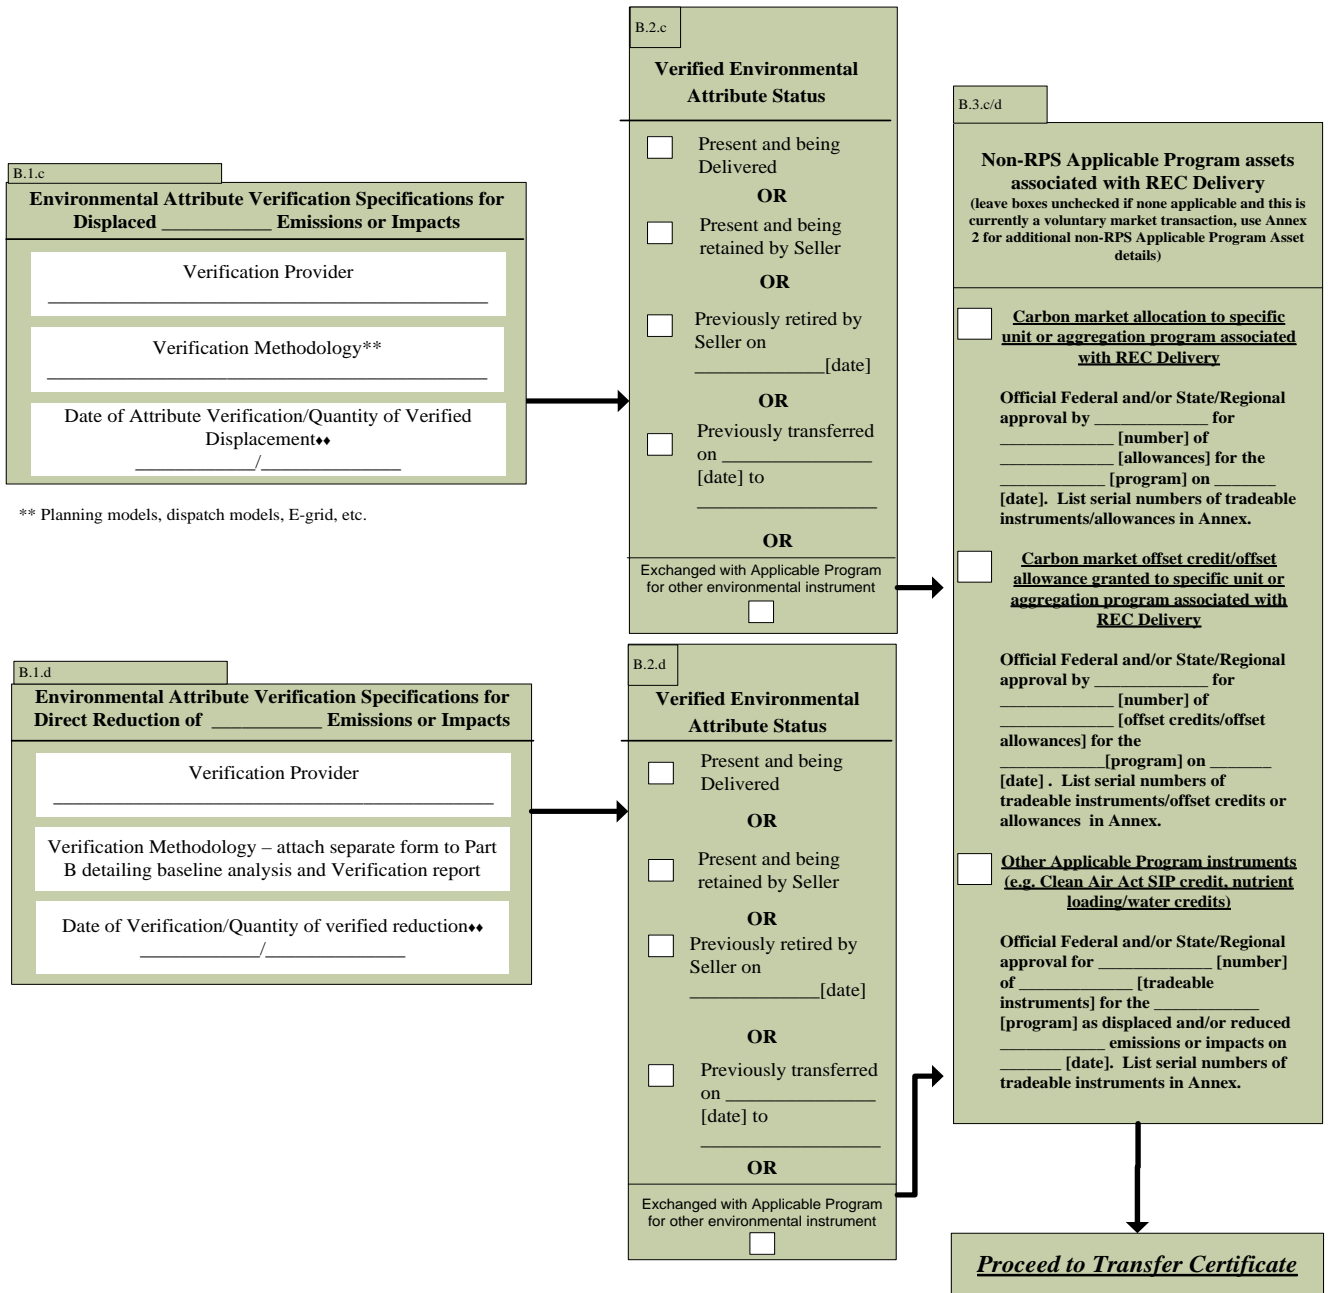 B.1.c
Environmental Attribute Verification Specifications for
Displaced ___________ Emissions or Impacts
Verification Provider
____________________________________________
Verification Methodology**
____________________________________________
Date of Attribute Verification/Quantity of Verified
Displacement♦♦
____________/______________
** Planning models, dispatch models, E-grid, etc.
B.2.c
Verified Environmental
Attribute Status
Present and being
Delivered
OR
Present and being
retained by Seller
OR
Previously retired by
Seller on
_____________[date]
OR
Previously transferred
on _______________
[date] to
__________________
OR
Exchanged with Applicable Program
for other environmental instrument
B.1.d
Environmental Attribute Verification Specifications for
Direct Reduction of ___________ Emissions or Impacts
Verification Provider
____________________________________________
Verification Methodology – attach separate form to Part
B detailing baseline analysis and Verification report
Date of Verification/Quantity of verified reduction♦♦
____________/______________
B.2.d
Verified Environmental
Attribute Status
Present and being
Delivered
OR
Present and being
retained by Seller
OR
Previously retired by
Seller on
_____________[date]
OR
Previously transferred
on _______________
[date] to
__________________
OR
Exchanged with Applicable Program
for other environmental instrument
B.3.c/d
Non-RPS Applicable Program assets
associated with REC Delivery
(leave boxes unchecked if none applicable and this is
currently a voluntary market transaction, use Annex
2 for additional non-RPS Applicable Program Asset
details)
Carbon market allocation to specific
unit or aggregation program associated
with REC Delivery
Official Federal and/or State/Regional
approval by _____________ for
_____________ [number] of
_____________ [allowances] for the
____________ [program] on _______
[date]. List serial numbers of tradeable
instruments/allowances in Annex.
Carbon market offset credit/offset
allowance granted to specific unit or
aggregation program associated with
REC Delivery
Official Federal and/or State/Regional
approval by _____________ for
_____________ [number] of
_____________ [offset credits/offset
allowances] for the
____________[program] on _______
[date] . List serial numbers of
tradeable instruments/offset credits or
allowances in Annex.
Other Applicable Program instruments
(e.g. Clean Air Act SIP credit, nutrient
loading/water credits)
Official Federal and/or State/Regional
approval for _____________ [number]
of _____________ [tradeable
instruments] for the ____________
[program] as displaced and/or reduced
____________ emissions or impacts on
_______ [date]. List serial numbers of
tradeable instruments in Annex.
Proceed to Transfer Certificate